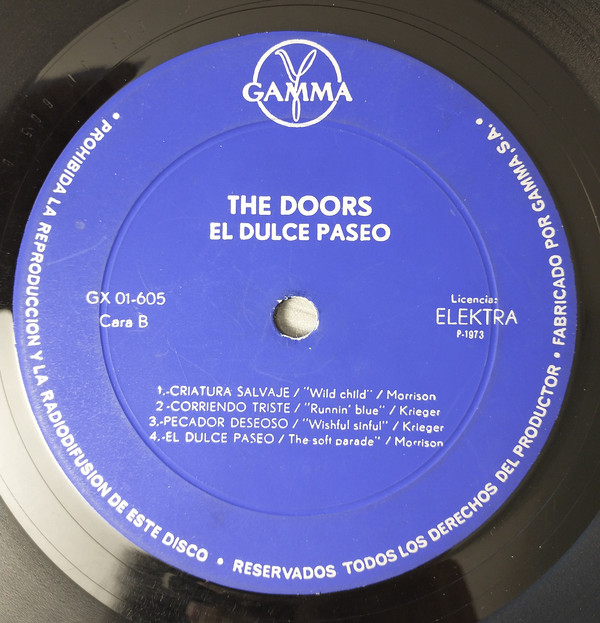 GAMMA
THE DOORS
EL DULCE PASEO
GX 01-605
Cara B
Licencia:
ELEKTRA
P-1973
1.-CRIATURA SALVAJE / "Wild child" / Morrison
2-CORRIENDO TRISTE / "Runnin' blue" / Krieger
3.-PECADOR DESEOSO / "Wishful sinful" / Krieger
4.-EL DULCE PASEO / The soft parade" / Morrison
• PROHIBIDA LA REPRODUCCION Y LA RADIODIFUSION DE ESTE DISCO • RESERVADOS TODOS LOS DERECHOS DEL PRODUCTOR • FABRICADO POR GAMMA, S.A. •